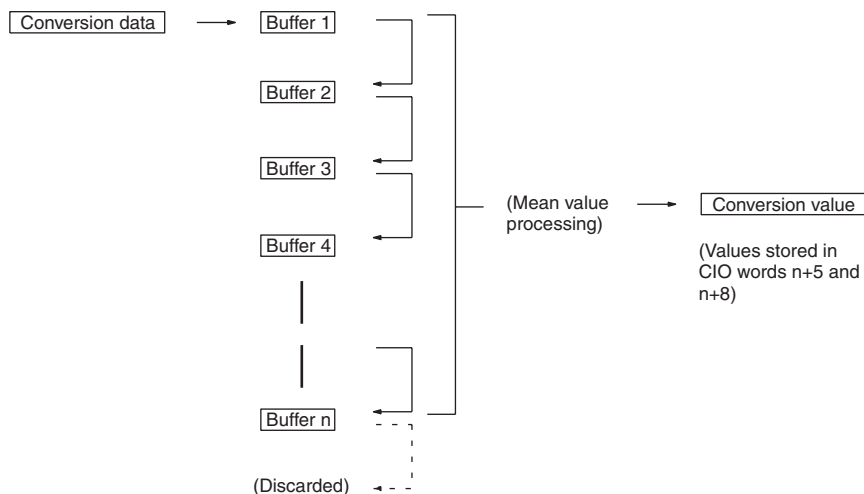 Conversion data
Buffer 1
Buffer 2
Buffer 3
Buffer 4
Buffer n
(Discarded)
(Mean value
processing)
Conversion value
(Values stored in
CIO words n+5 and
n+8)